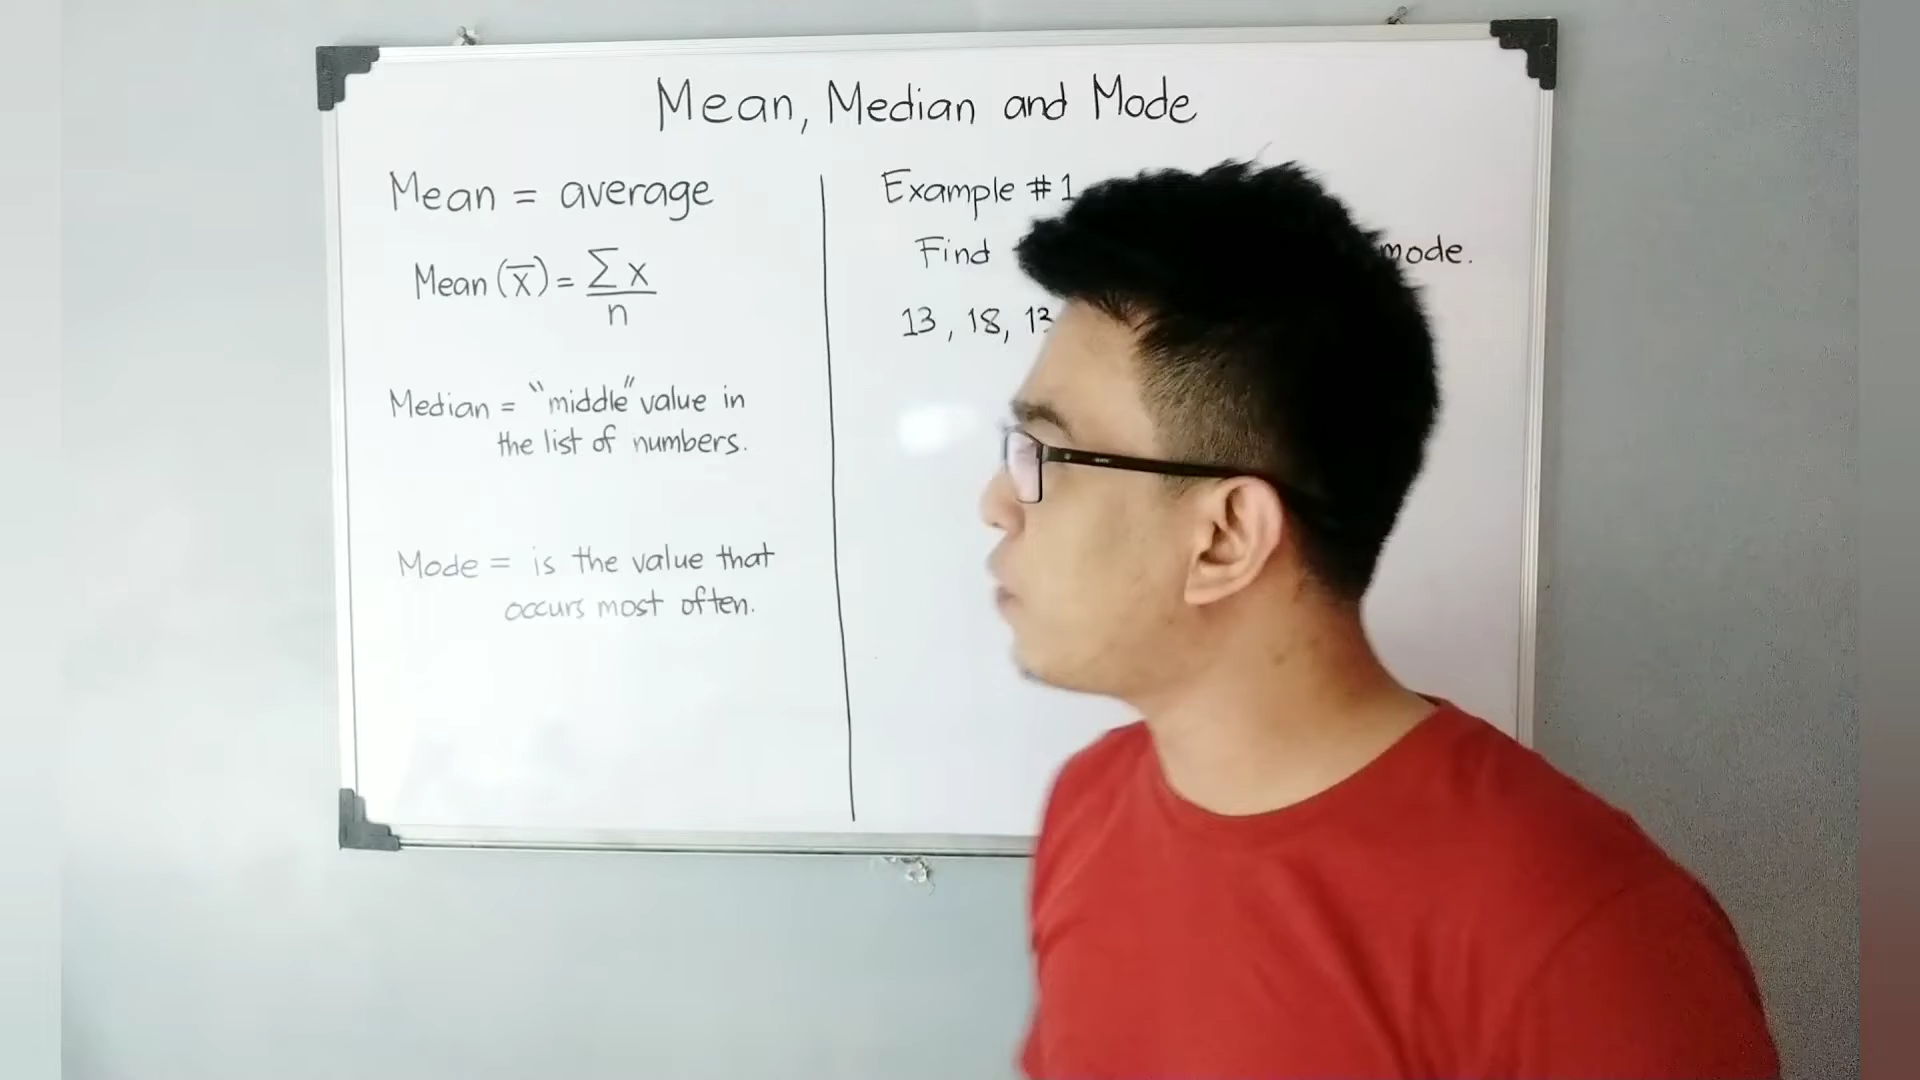 Mean, Median and Mode
Mean = average
Mean (x̅) = ∑x
n
Median = "middle" value in
the list of numbers.
Mode = is the value that
occurs most often.
Example #1
Find mode.
13, 18, 13